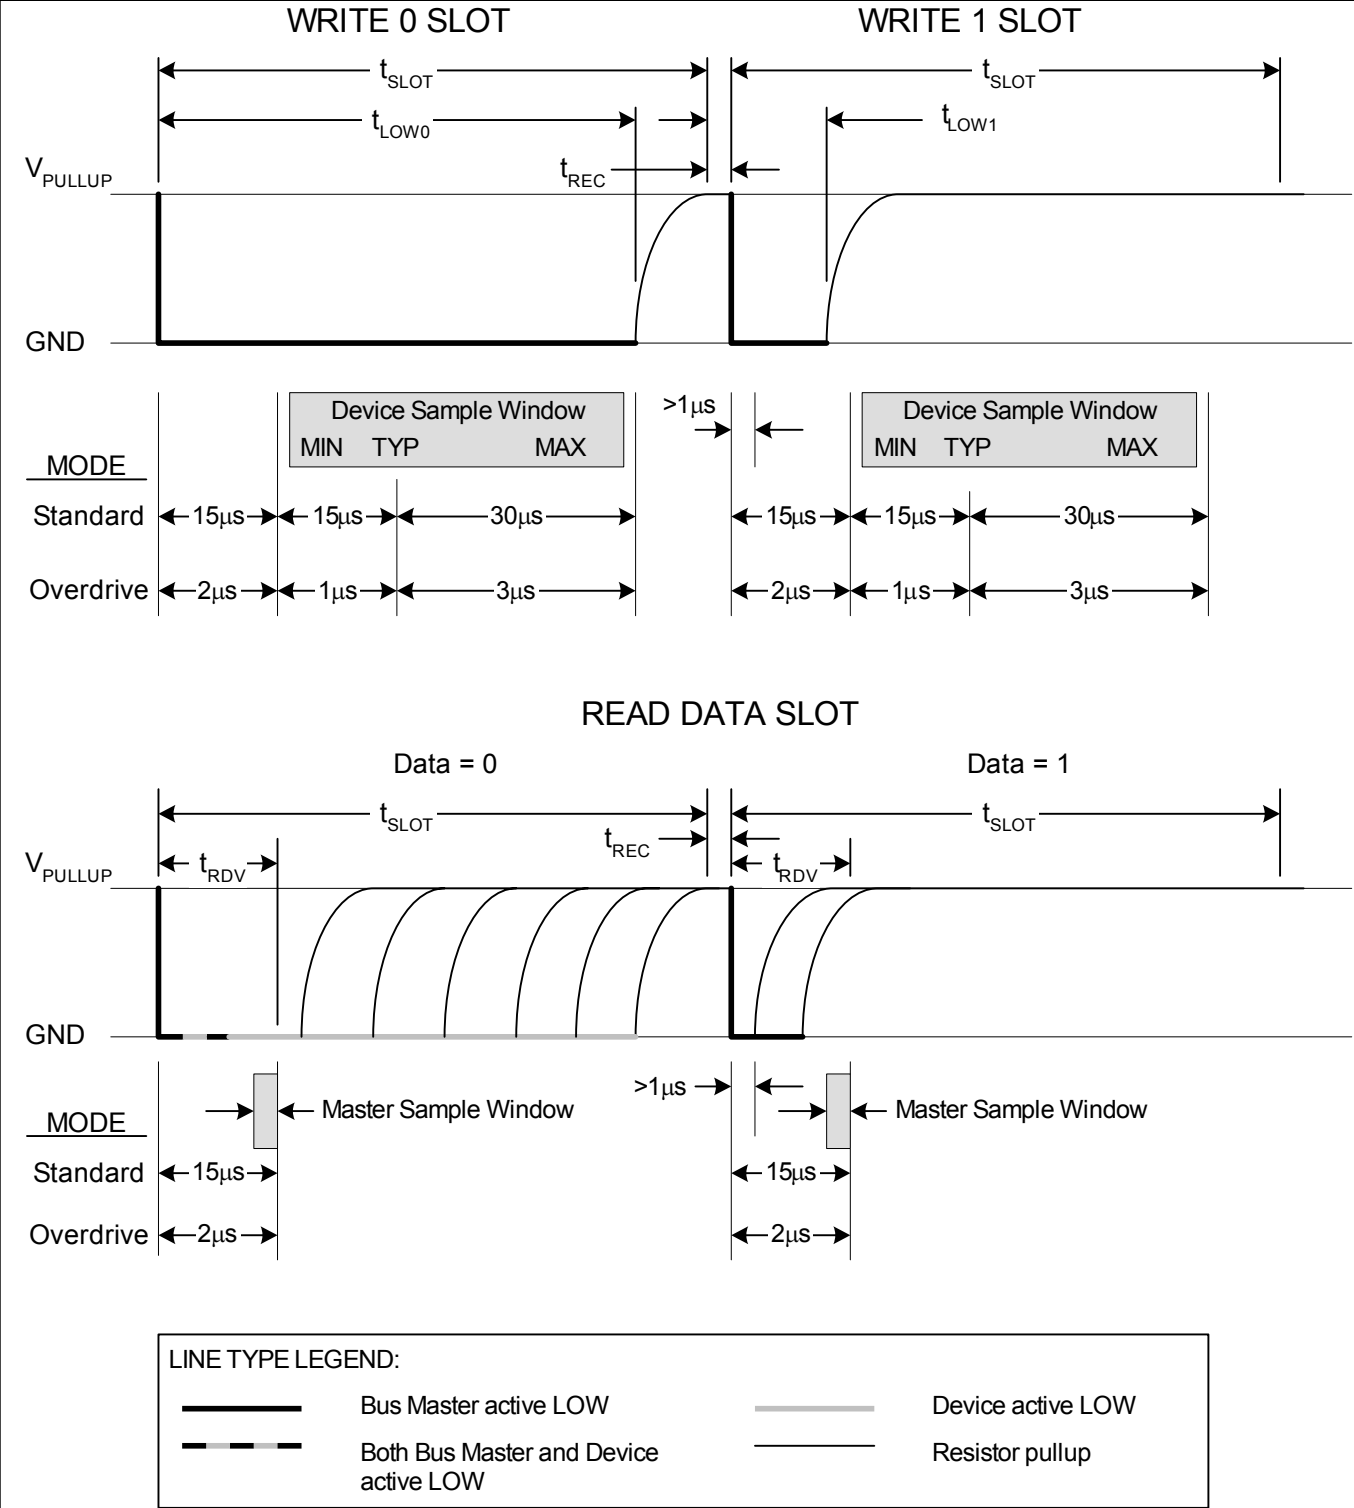 WRITE 0 SLOT WRITE 1 SLOT
tSLOT tSLOT
tLOW0 tLOW1
VPULLUP tREC
GND
Device Sample Window >1μs Device Sample Window
MIN TYP MAX MIN TYP MAX
MODE
Standard 15μs 15μs 30μs 15μs 15μs 30μs
Overdrive 2μs 1μs 3μs 2μs 1μs 3μs
READ DATA SLOT
Data = 0 Data = 1
tSLOT tSLOT
tREC
VPULLUP tRDV tRDV
GND
>1μs
MODE Master Sample Window Master Sample Window
Standard 15μs 15μs
Overdrive 2μs 2μs
LINE TYPE LEGEND:
Bus Master active LOW Device active LOW
Both Bus Master and Device Resistor pullup
active LOW